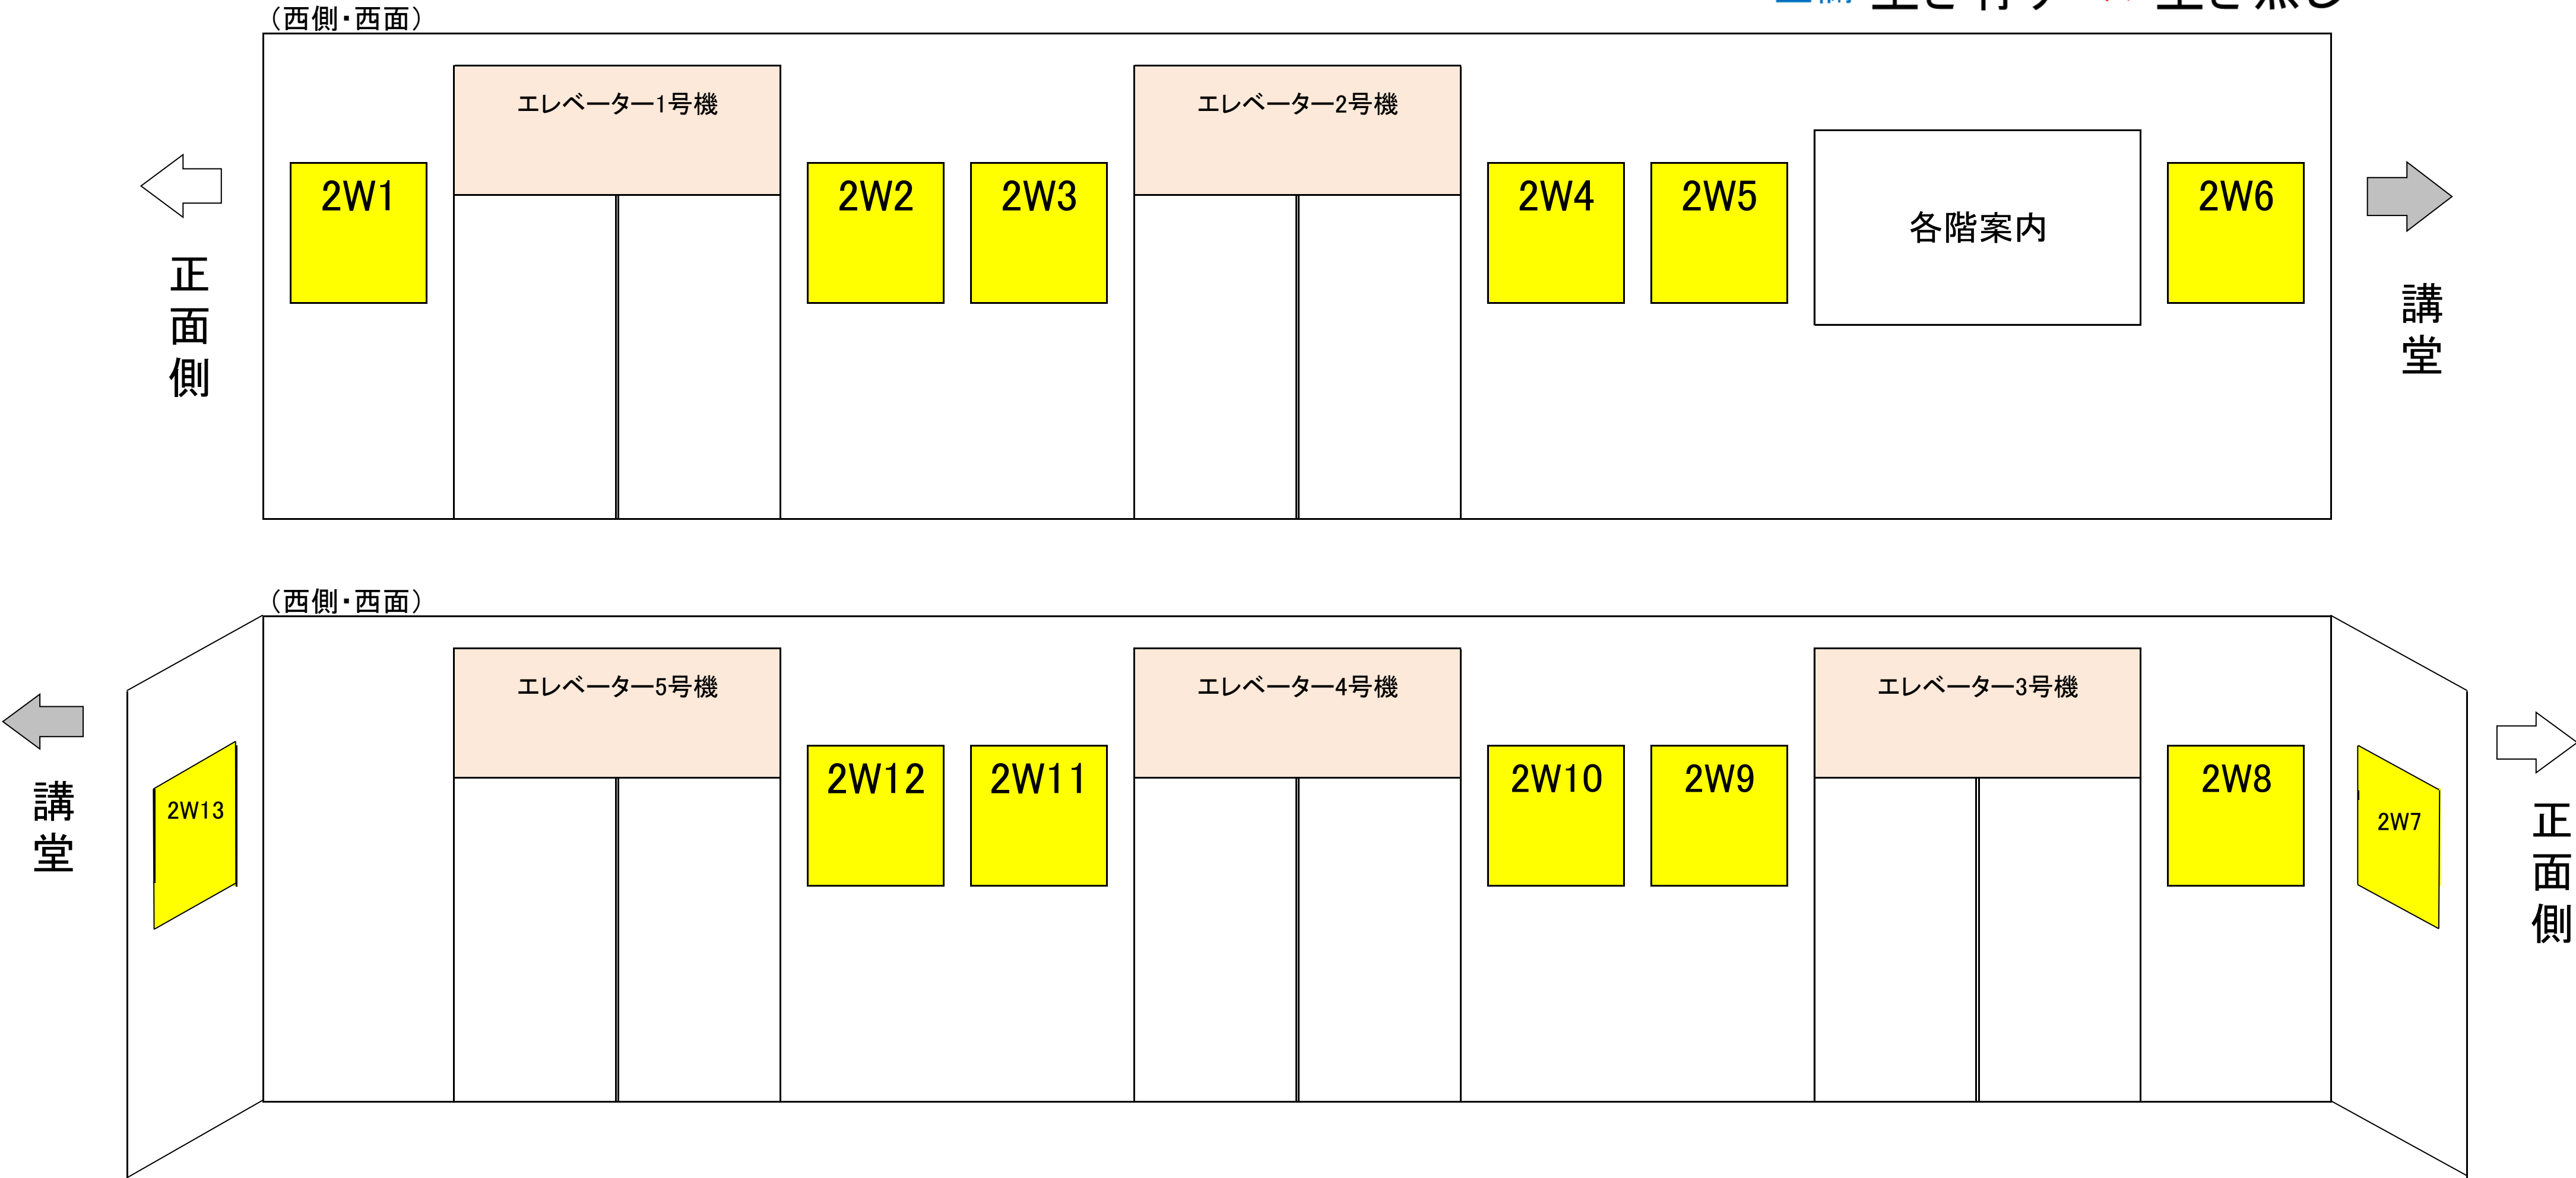 （西側・西面）
エレベーター1号機
エレベーター2号機
2W1
2W2
2W3
2W4
2W5
各階案内
2W6
正面側
講堂
（西側・西面）
エレベーター5号機
エレベーター4号機
エレベーター3号機
2W13
2W12
2W11
2W10
2W9
2W8
2W7
講堂
正面側